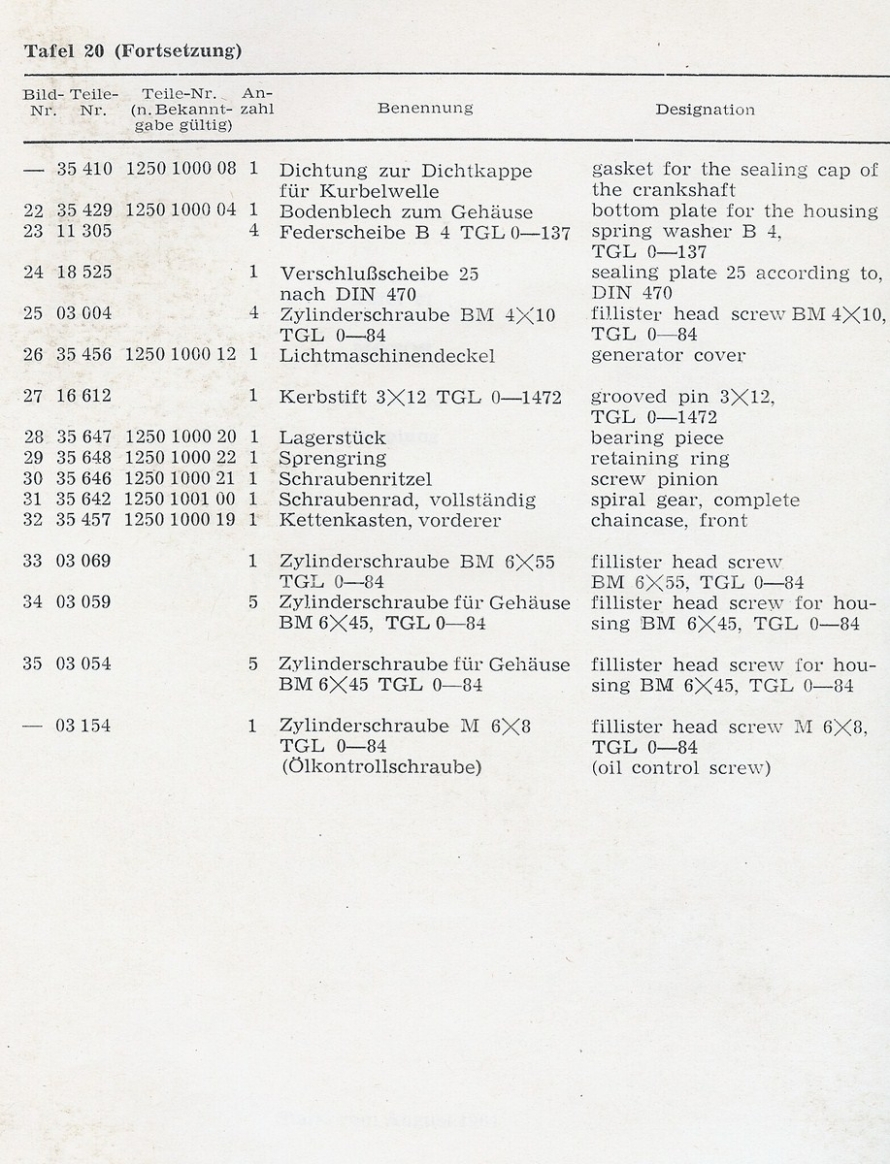 Tafel 20 (Fortsetzung)
Bild- Teile- Teile-Nr. An-
Nr. Nr. (n. Bekannt- zahl Benennung Designation
gabe gültig)
— 35 410 1250 1000 08 1 Dichtung zur Dichtkappe gasket for the sealing cap of
für Kurbelwelle the crankshaft
22 35 429 1250 1000 04 1 Bodenblech zum Gehäuse bottom plate for the housing
23 11 305 4 Federscheibe B 4 TGL 0—137 spring washer B 4,
TGL 0—137
24 18 525 1 Verschlußscheibe 25 sealing plate 25 according to,
nach DIN 470 DIN 470
25 03 004 4 Zylinderschraube BM 4×10 fillister head screw BM 4×10,
TGL 0—84 TGL 0—84
26 35 456 1250 1000 12 1 Lichtmaschinendeckel generator cover
27 16 612 1 Kerbstift 3×12 TGL 0—1472 grooved pin 3×12,
TGL 0—1472
28 35 647 1250 1000 20 1 Lagerstück bearing piece
29 35 648 1250 1000 22 1 Sprengring retaining ring
30 35 646 1250 1000 21 1 Schraubenritzel screw pinion
31 35 642 1250 1001 00 1 Schraubenrad, vollständig spiral gear, complete
32 35 457 1250 1000 19 1 Kettenkasten, vorderer chaincase, front
33 03 069 1 Zylinderschraube BM 6×55 fillister head screw
TGL 0—84 BM 6×55, TGL 0—84
34 03 059 5 Zylinderschraube für Gehäuse fillister head screw for hou-
BM 6×45, TGL 0—84 sing BM 6×45, TGL 0—84
35 03 054 5 Zylinderschraube für Gehäuse fillister head screw for hou-
BM 6×45 TGL 0—84 sing BM 6×45, TGL 0—84
— 03 154 1 Zylinderschraube M 6×8 fillister head screw M 6×8,
TGL 0—84 TGL 0—84
(Ölkontrollschraube) (oil control screw)